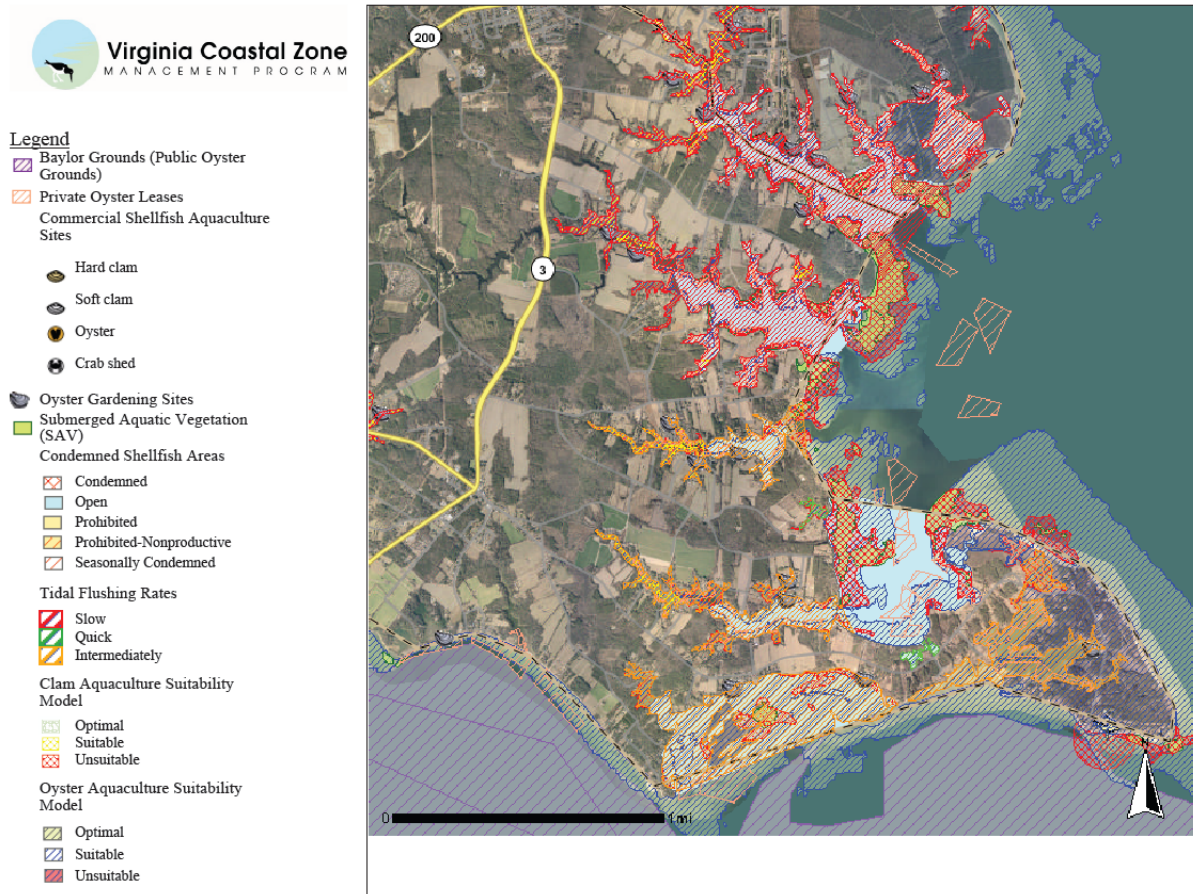 Virginia Coastal Zone
MANAGEMENT PROGRAM
Legend
Baylor Grounds (Public Oyster
Grounds)
Private Oyster Leases
Commercial Shellfish Aquaculture
Sites
Hard clam
Soft clam
Oyster
Crab shed
Oyster Gardening Sites
Submerged Aquatic Vegetation
(SAV)
Condemned Shellfish Areas
Condemned
Open
Prohibited
Prohibited-Nonproductive
Seasonally Condemned
Tidal Flushing Rates
Slow
Quick
Intermediately
Clam Aquaculture Suitability
Model
Optimal
Suitable
Unsuitable
Oyster Aquaculture Suitability
Model
Optimal
Suitable
Unsuitable
200
3
N
0 1 mi